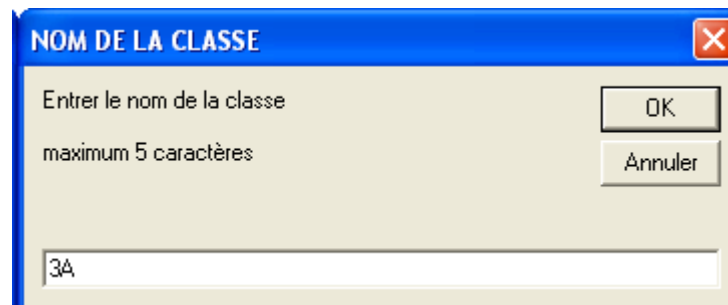 NOM DE LA CLASSE
Entrer le nom de la classe
OK
maximum 5 caractères
Annuler
3A